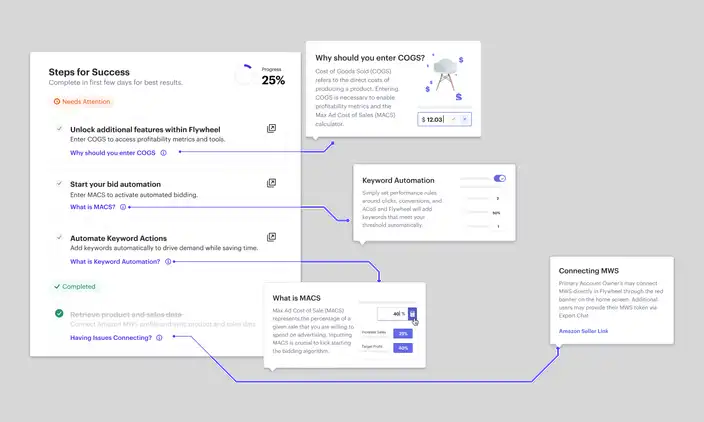 Steps for Success
Complete in first few days for best results.
Progress
25%
Needs Attention
Unlock additional features within Flywheel
Enter COGS to access profitability metrics and tools.
Why should you enter COGS
Start your bid automation
Enter MACS to activate automated bidding.
What is MACS?
Automate Keyword Actions
Add keywords automatically to drive demand while saving time.
What is Keyword Automation?
Completed
Retrieve product and sales data
Connect Amazon MWS and
product and sales data
Having Issues Connecting?
Why should you enter COGS?
Cost of Goods Sold (COGS)
refers to the direct costs of
producing a product. Entering
COGS is necessary to enable
profitability metrics and the
Max Ad Cost of Sales (MACS)
calculator.
$ 12.03
Keyword Automation
Simply set performance rules
around clicks, conversions, and
ACoS and Flywheel will add
keywords that meet your
threshold automatically.
2
50%
1
What is MACS
Max Ad Cost of Sale (MACS)
represents the percentage of a
given sale that you are willing to
spend on advertising. Inputting
MACS is crucial to kick starting
the bidding algorithm.
40 %
Target Profit
Connecting MWS
Primary Account Owner's may connect
MWS directly in Flywheel through the red
banner on the home screen. Additional
users may provide their MWS token via
Expert Chat
Amazon Seller Link